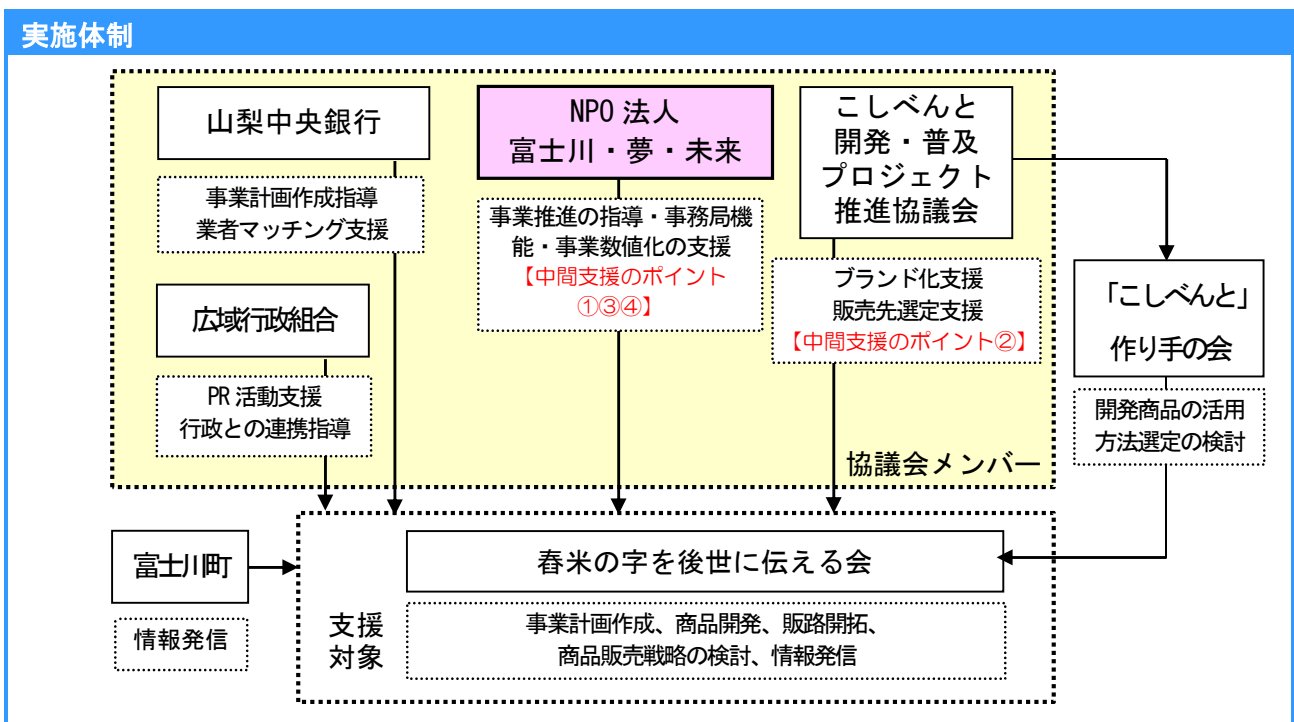 実施体制
山梨中央銀行
事業計画作成指導
業者マッチング支援
広域行政組合
PR 活動支援
行政との連携指導
NPO 法人
富士川・夢・未来
事業推進の指導・事務局機
能・事業数値化の支援
【中間支援のポイント
①③④】
こしべんと
開発・普及
プロジェクト
推進協議会
ブランド化支援
販売先選定支援
【中間支援のポイント②】
協議会メンバー
「こしべんと」
作り手の会
開発商品の活用
方法選定の検討
富士川町
情報発信
支援
対象
舂米の字を後世に伝える会
事業計画作成、商品開発、販路開拓、
商品販売戦略の検討、情報発信